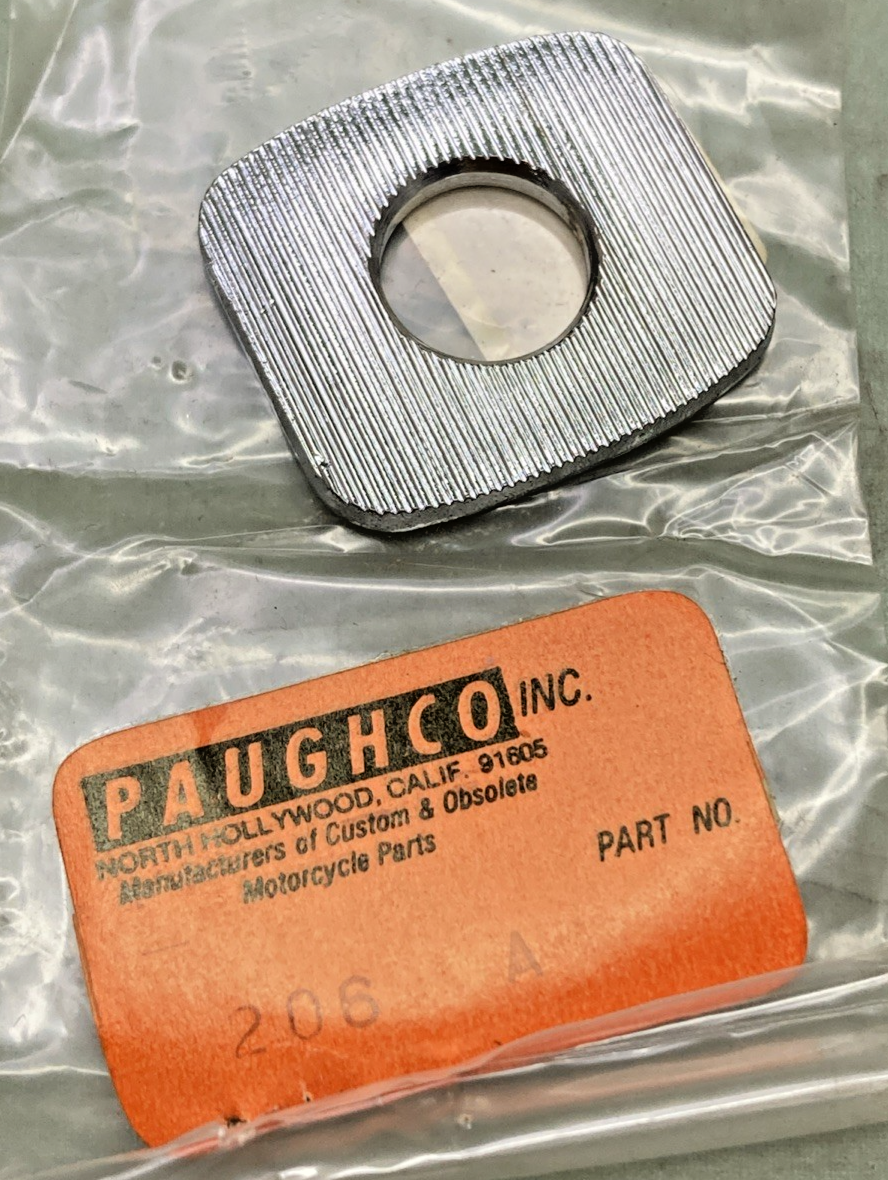 PAUGHCO INC.
NORTH HOLLYWOOD, CALIF. 91605
Manufacturers of Custom & Obsolete
Motorcycle Parts
PART NO.
206 A